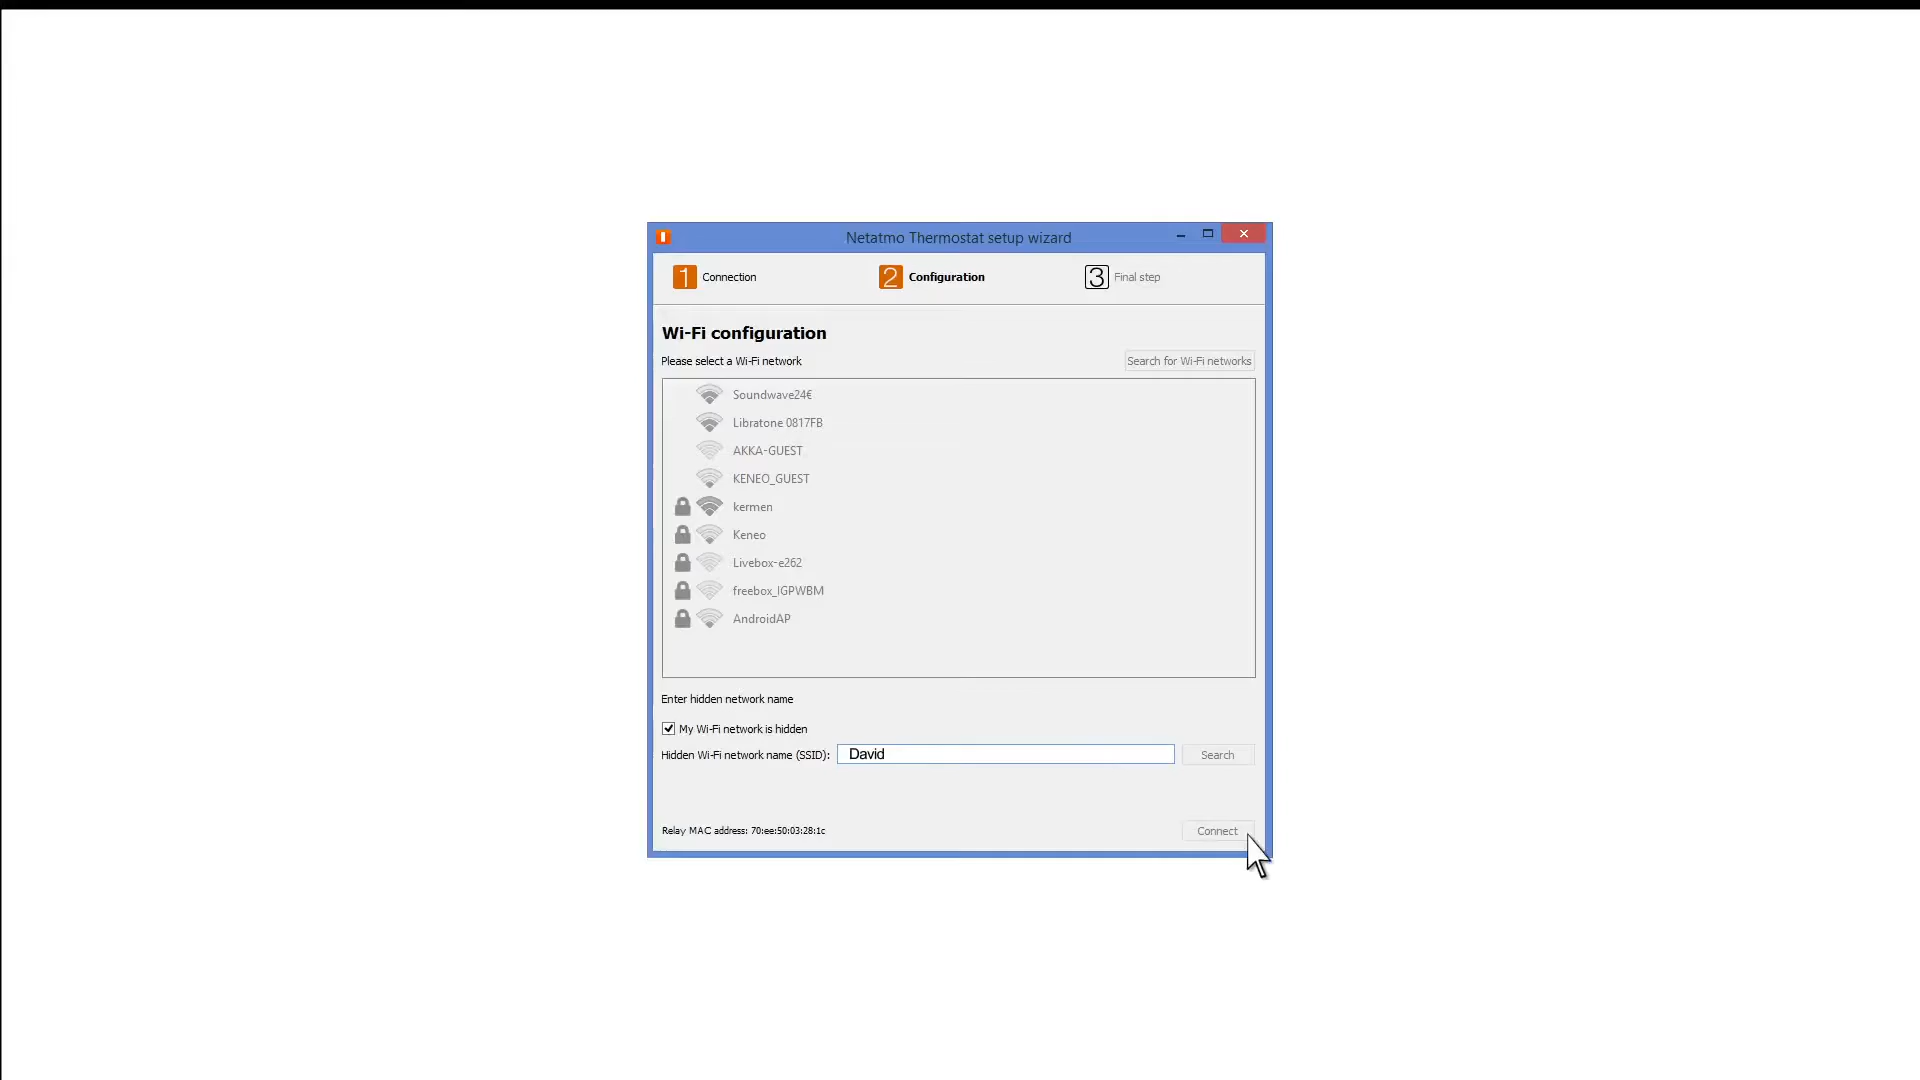 Netatmo Thermostat setup wizard
1 Connection 2 Configuration 3 Final step
Wi-Fi configuration
Please select a Wi-Fi network Search for Wi-Fi networks
Soundwave24€
Libratone 0817FB
AKKA-GUEST
KENEO_GUEST
kermen
Keneo
Livebox-e262
freebox_IGPWBM
AndroidAP
Enter hidden network name
My Wi-Fi network is hidden
Hidden Wi-Fi network name (SSID): David Search
Relay MAC address: 70:ee:50:03:28:1c Connect